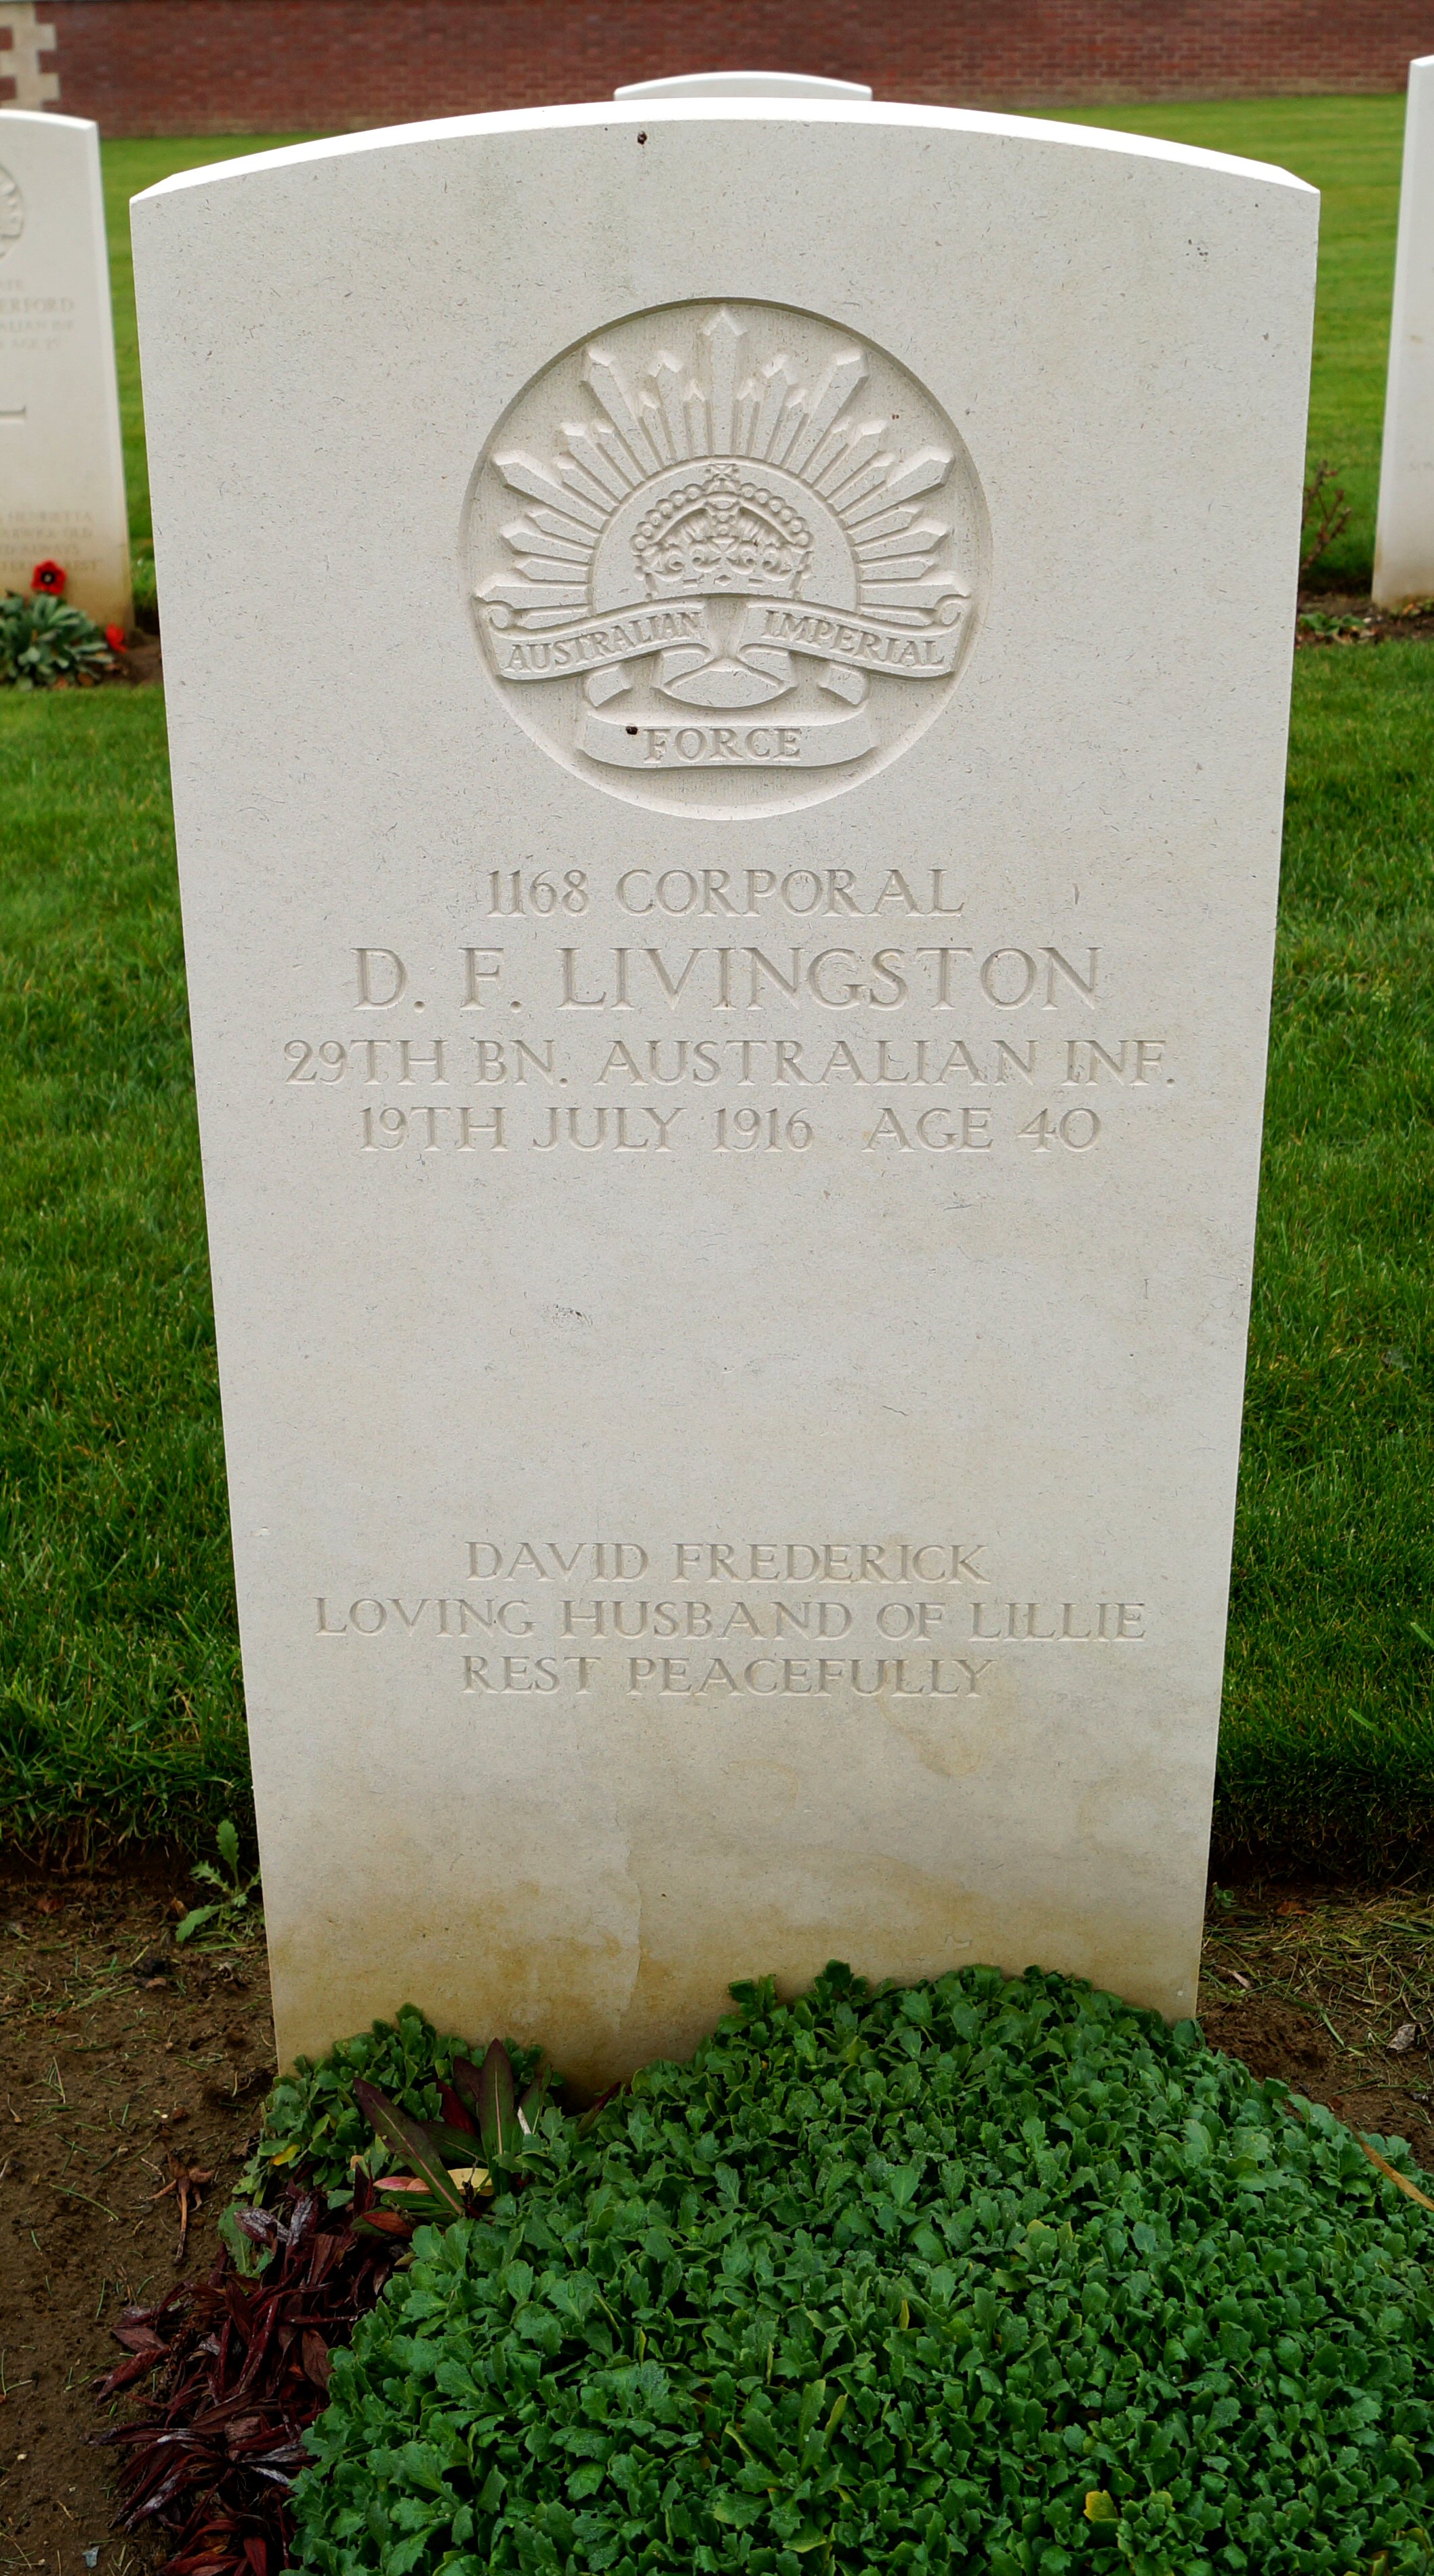 AUSTRALIAN IMPERIAL
FORCE
1168 CORPORAL
D. F. LIVINGSTON
29TH BN. AUSTRALIAN INF.
19TH JULY 1916 AGE 40
DAVID FREDERICK
LOVING HUSBAND OF LILLIE
REST PEACEFULLY